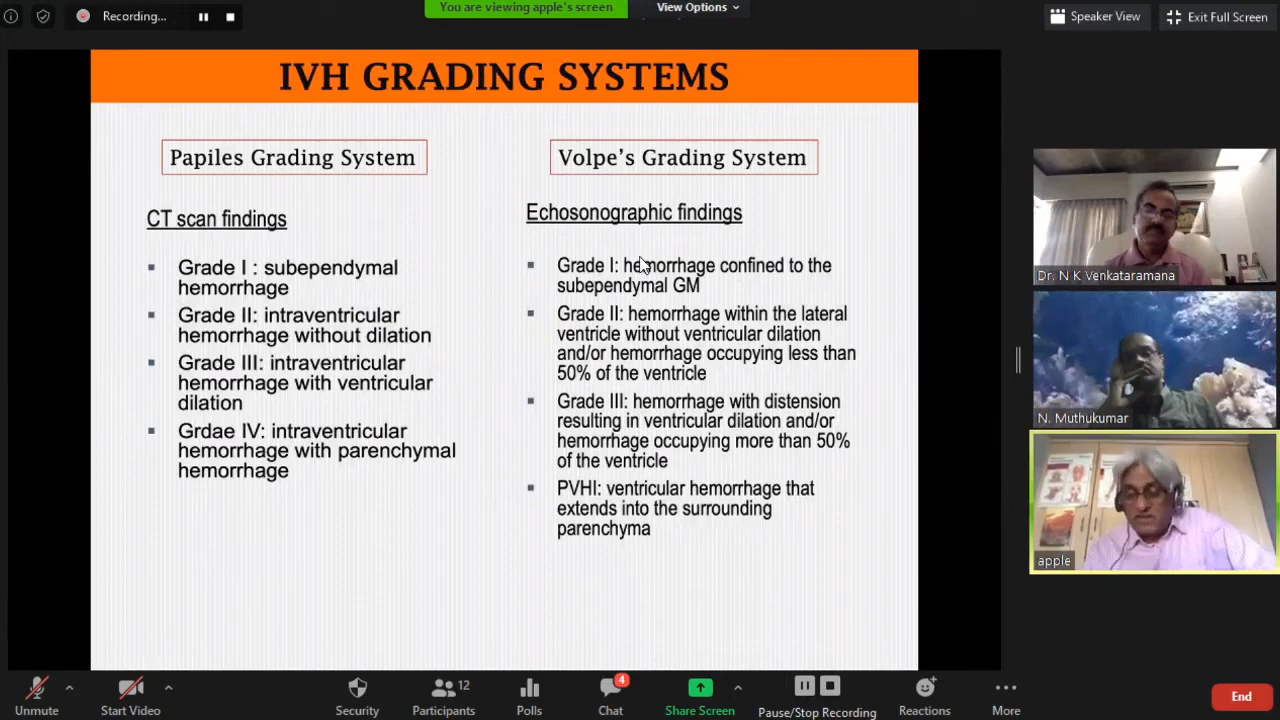 Recording...
You are viewing apple's screen
View Options
Speaker View
Exit Full Screen
IVH GRADING SYSTEMS
Papiles Grading System
CT scan findings
Grade I : subependymal
hemorrhage
Grade II: intraventricular
hemorrhage without dilation
Grade III: intraventricular
hemorrhage with ventricular
dilation
Grdae IV: intraventricular
hemorrhage with parenchymal
hemorrhage
Volpe's Grading System
Echosonographic findings
Grade I: hemorrhage confined to the
subependymal GM
Grade II: hemorrhage within the lateral
ventricle without ventricular dilation
and/or hemorrhage occupying less than
50% of the ventricle
Grade III: hemorrhage with distension
resulting in ventricular dilation and/or
hemorrhage occupying more than 50%
of the ventricle
PVHI: ventricular hemorrhage that
extends into the surrounding
parenchyma
Dr. N K Venkataramana
N. Muthukumar
apple
Unmute
Start Video
Security
Participants
12
Polls
Chat
4
Share Screen
Pause/Stop Recording
Reactions
More
End